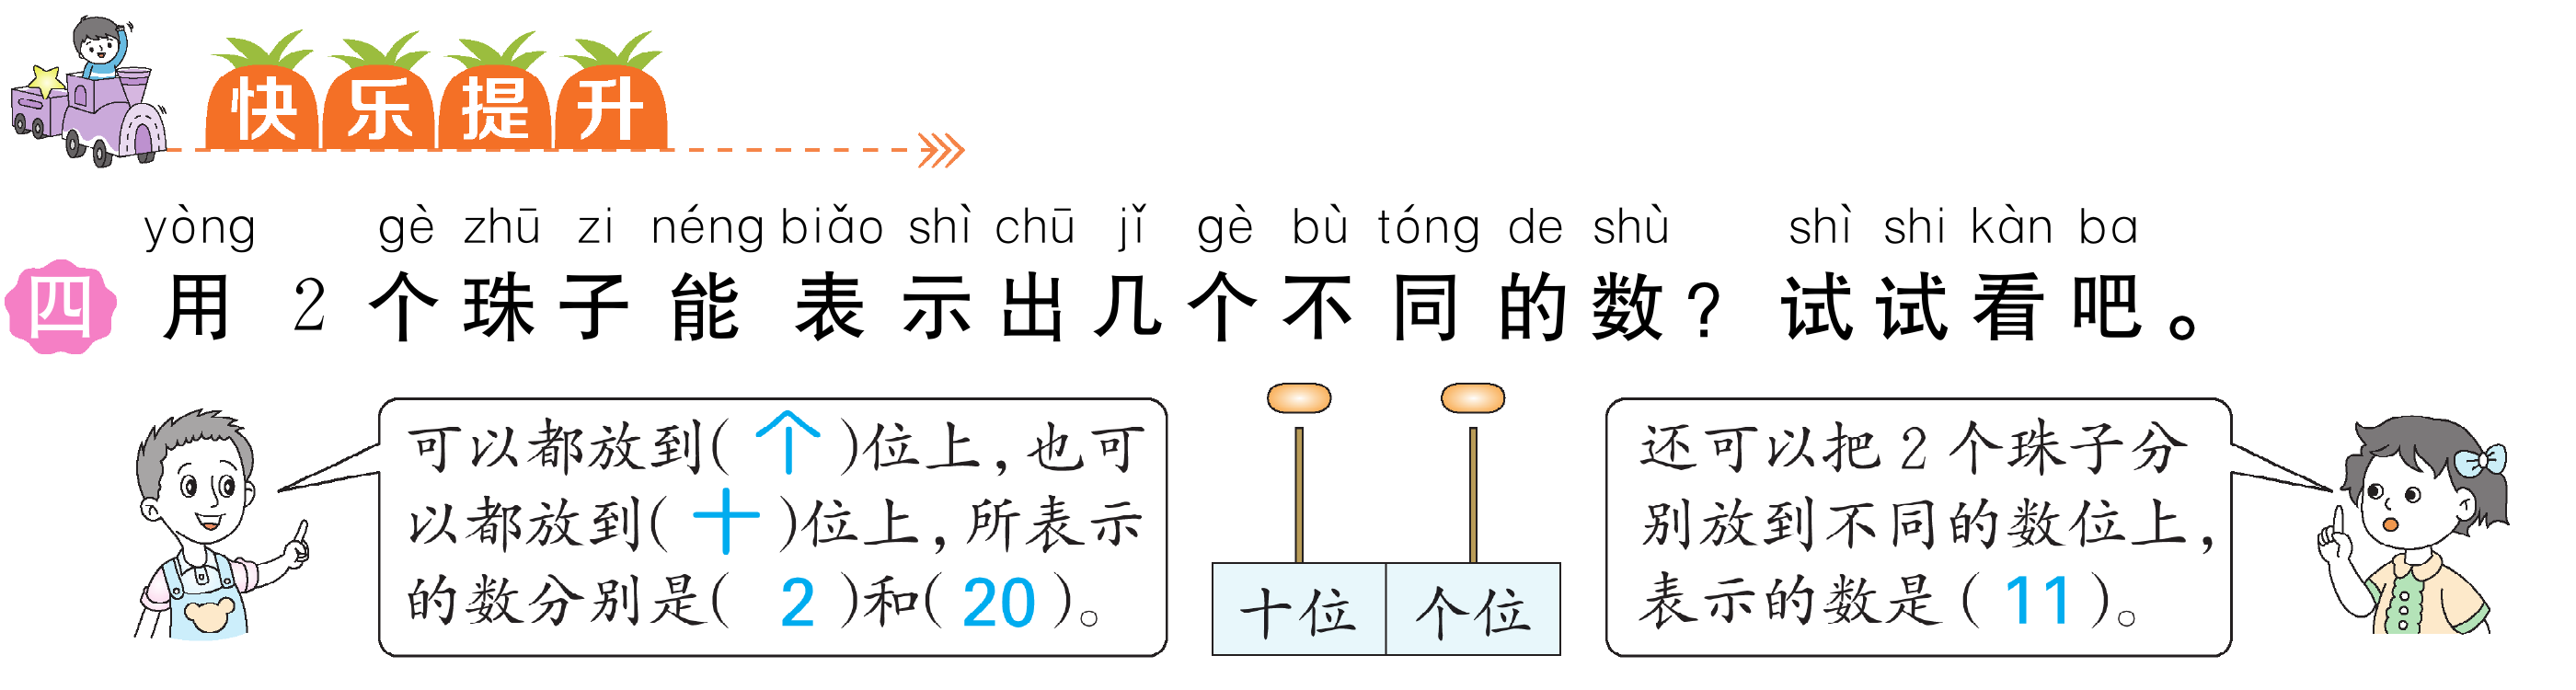 快乐提升
yòng gè zhū zi néng biǎo shì chū jǐ gè bù tóng de shù shì shi kàn ba
四 用 2 个珠子能表示出几个不同的数？试试看吧。
可以都放到(个)位上,也可
以都放到(十)位上,所表示
的数分别是(2)和(20)。
十位 个位
还可以把2个珠子分
别放到不同的数位上,
表示的数是(11)。